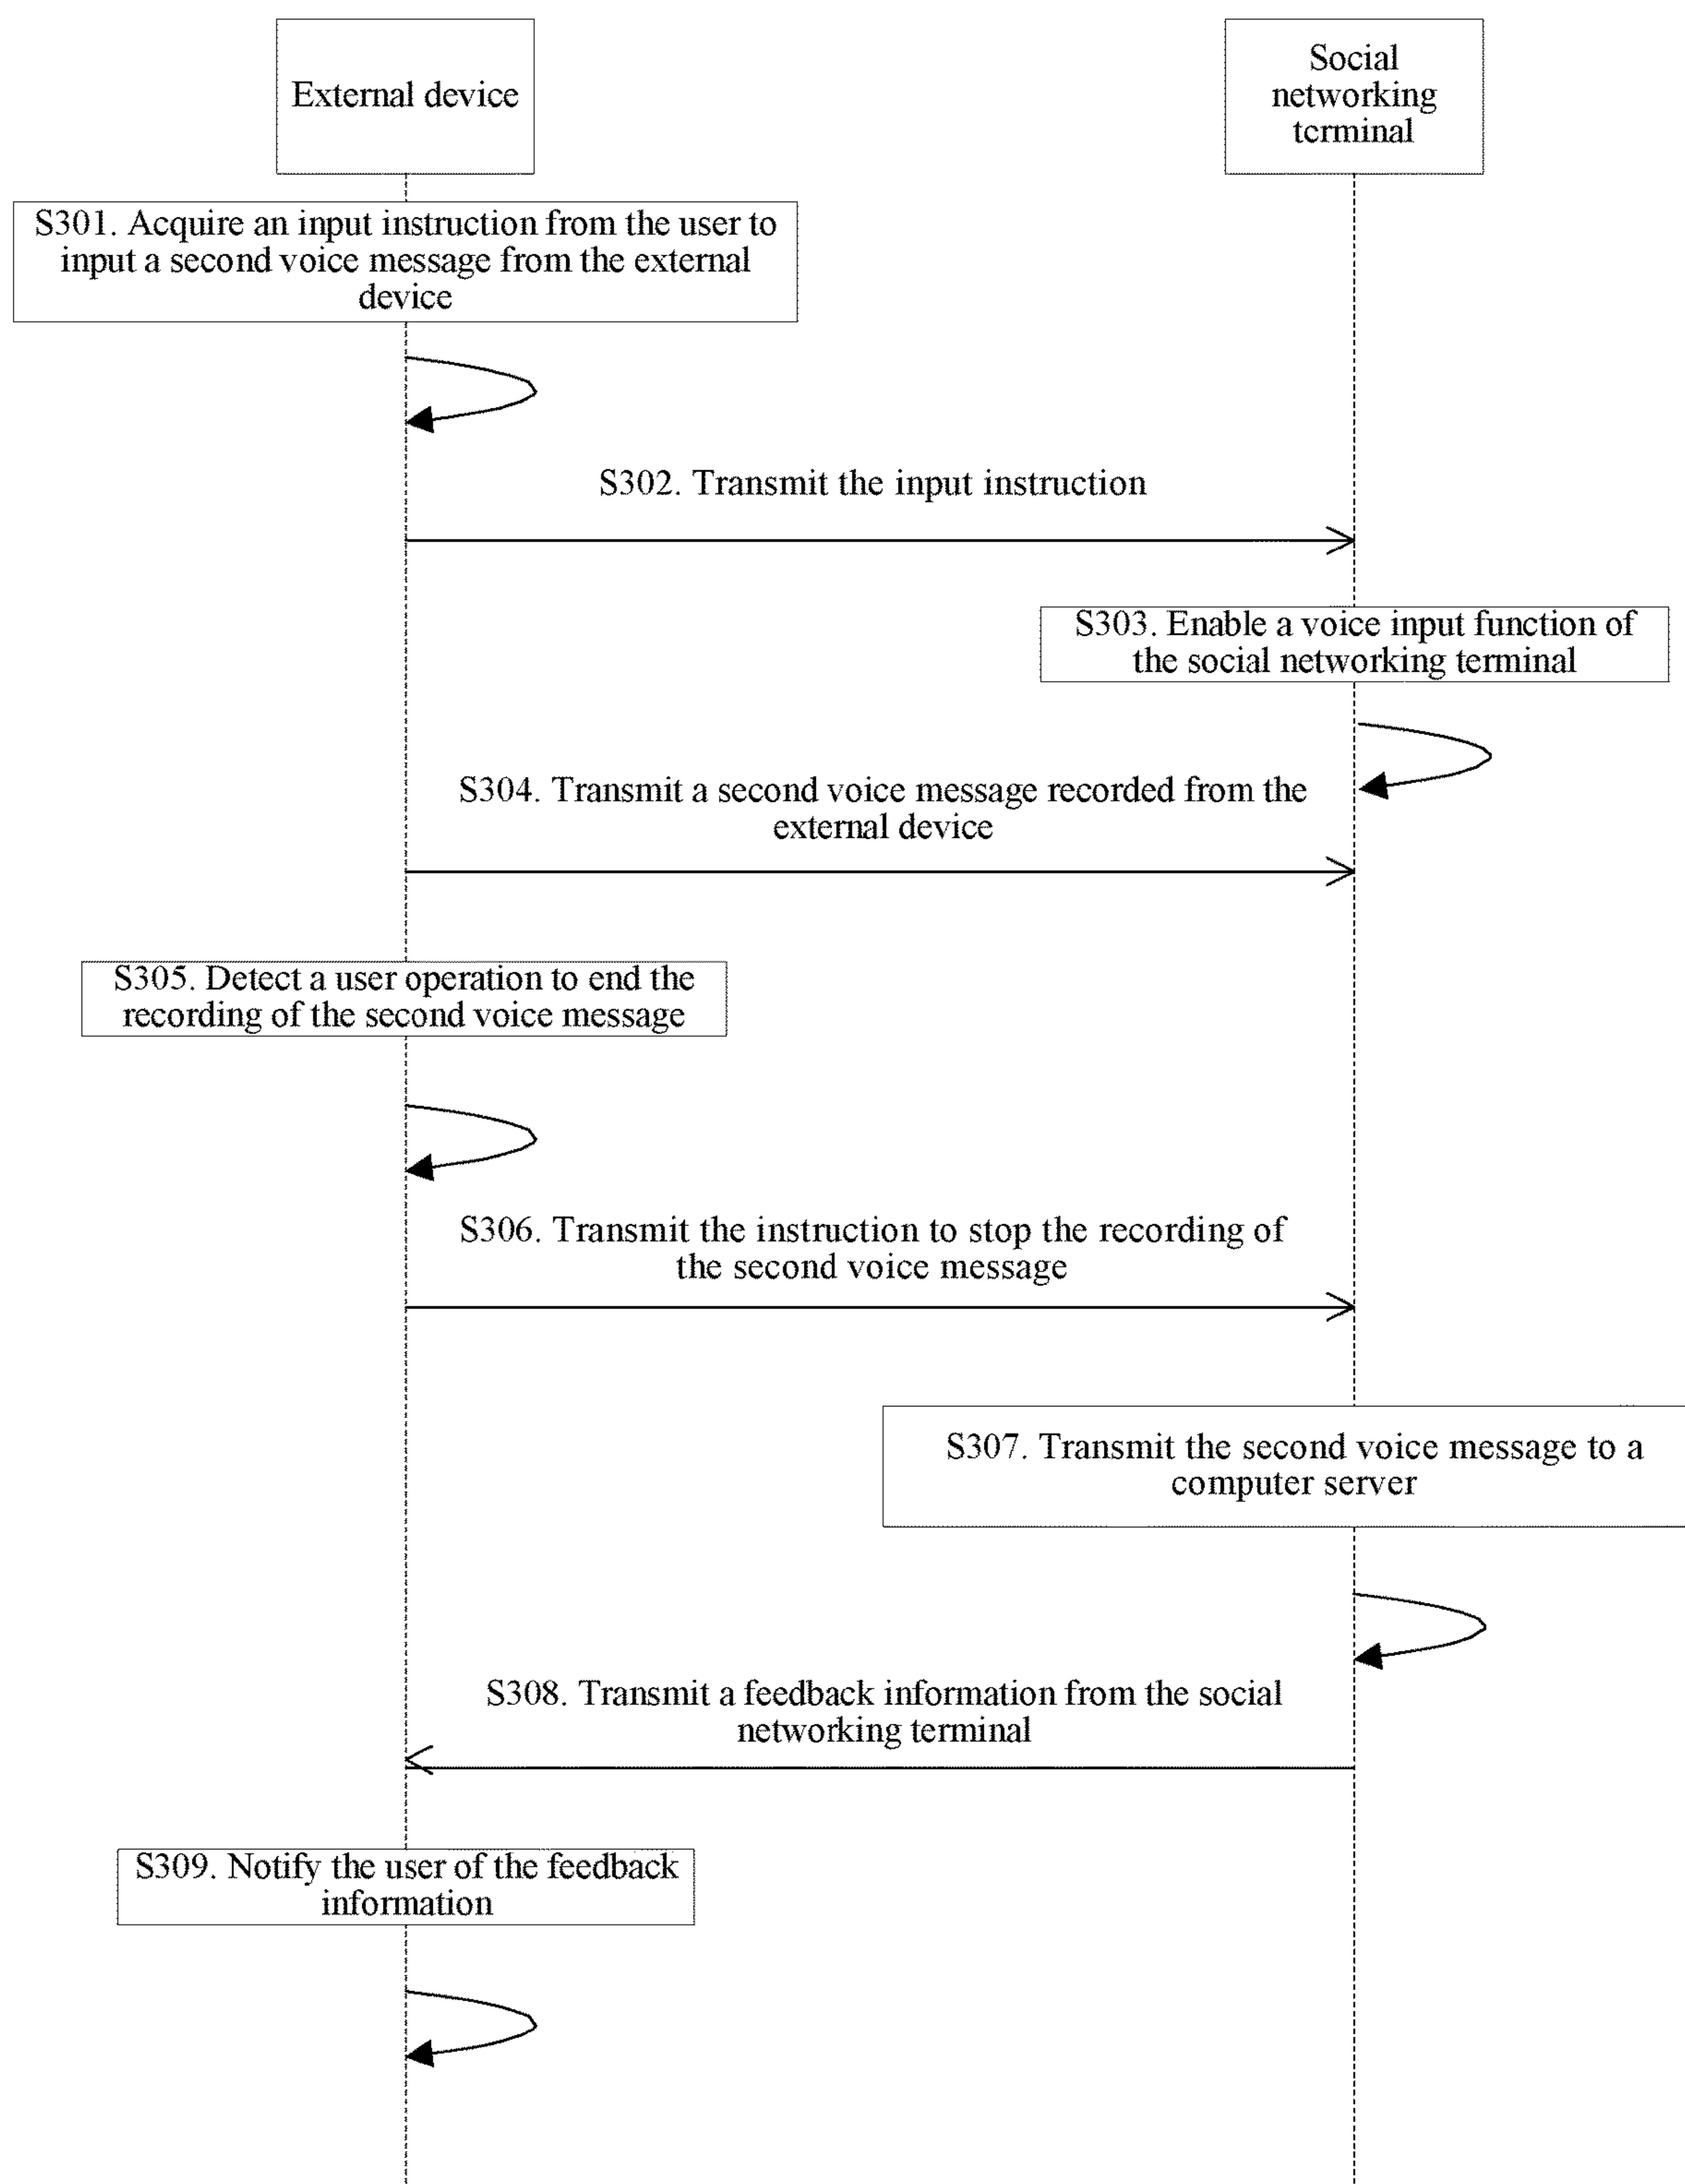 External device
Social
networking
terminal
S301. Acquire an input instruction from the user to
input a second voice message from the external
device
S302. Transmit the input instruction
S303. Enable a voice input function of
the social networking terminal
S304. Transmit a second voice message recorded from the
external device
S305. Detect a user operation to end the
recording of the second voice message
S306. Transmit the instruction to stop the recording of
the second voice message
S307. Transmit the second voice message to a
computer server
S308. Transmit a feedback information from the social
networking terminal
S309. Notify the user of the feedback
information